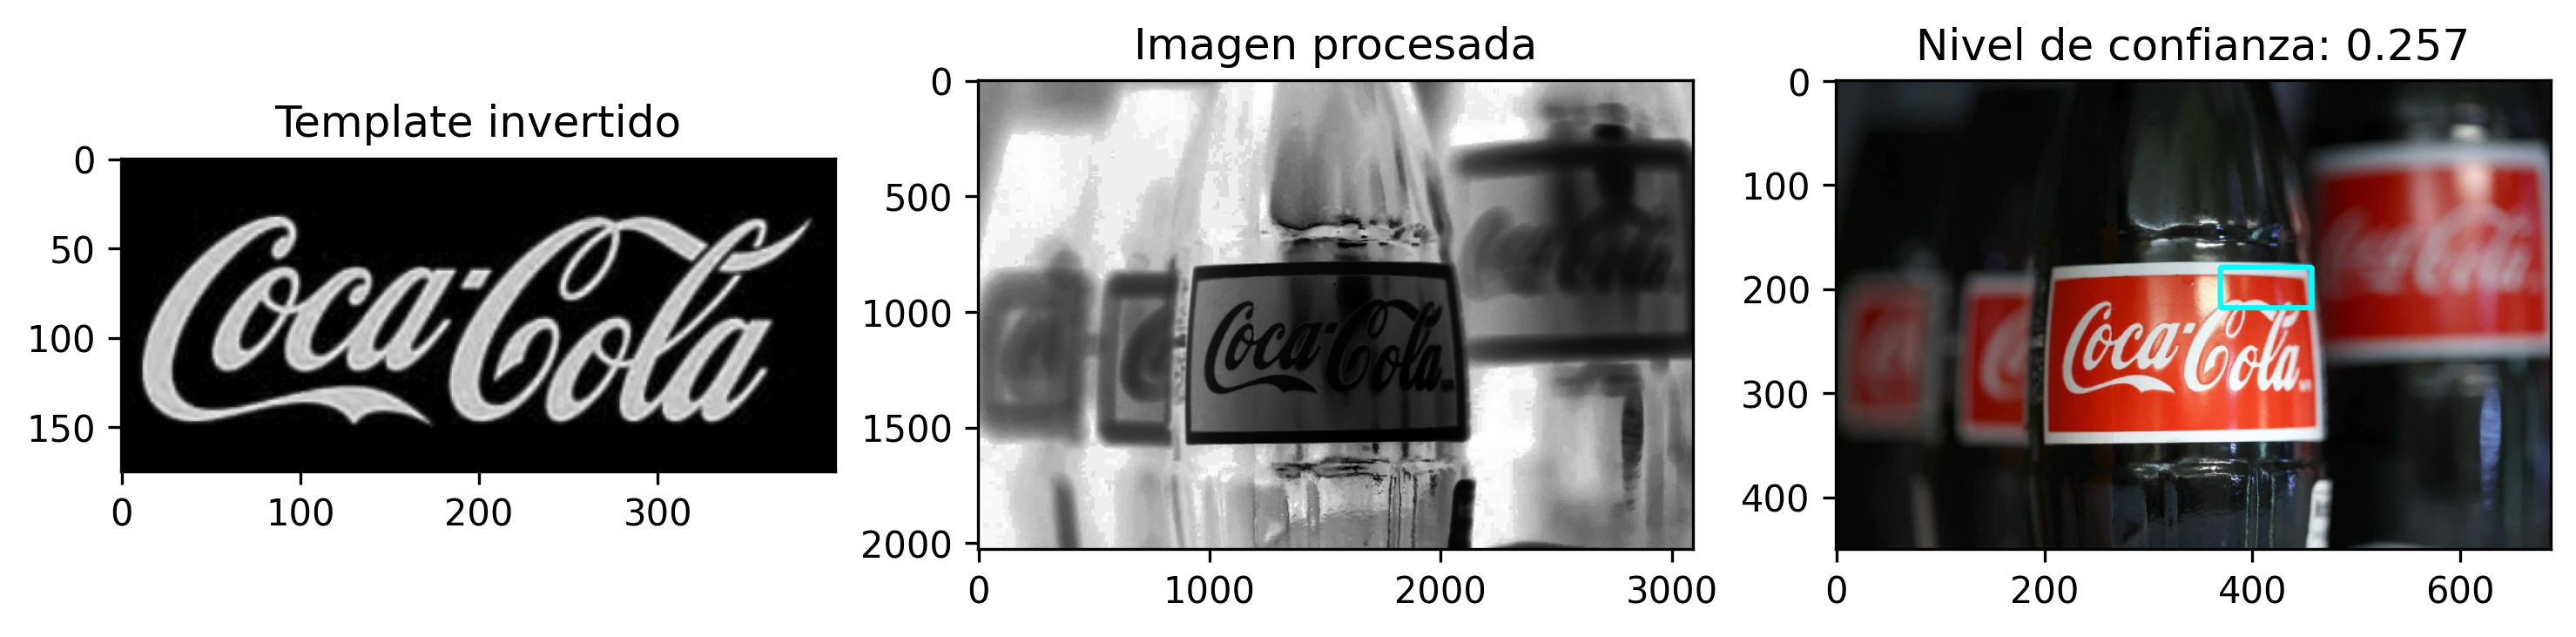 Template invertido
0
50
100
150
0 100 200 300
Coca-Cola
Imagen procesada
0
500
1000
1500
2000
0 1000 2000 3000
Coca-Cola
Nivel de confianza: 0.257
0
100
200
300
400
0 200 400 600
Coca-Cola
Coca-Cola